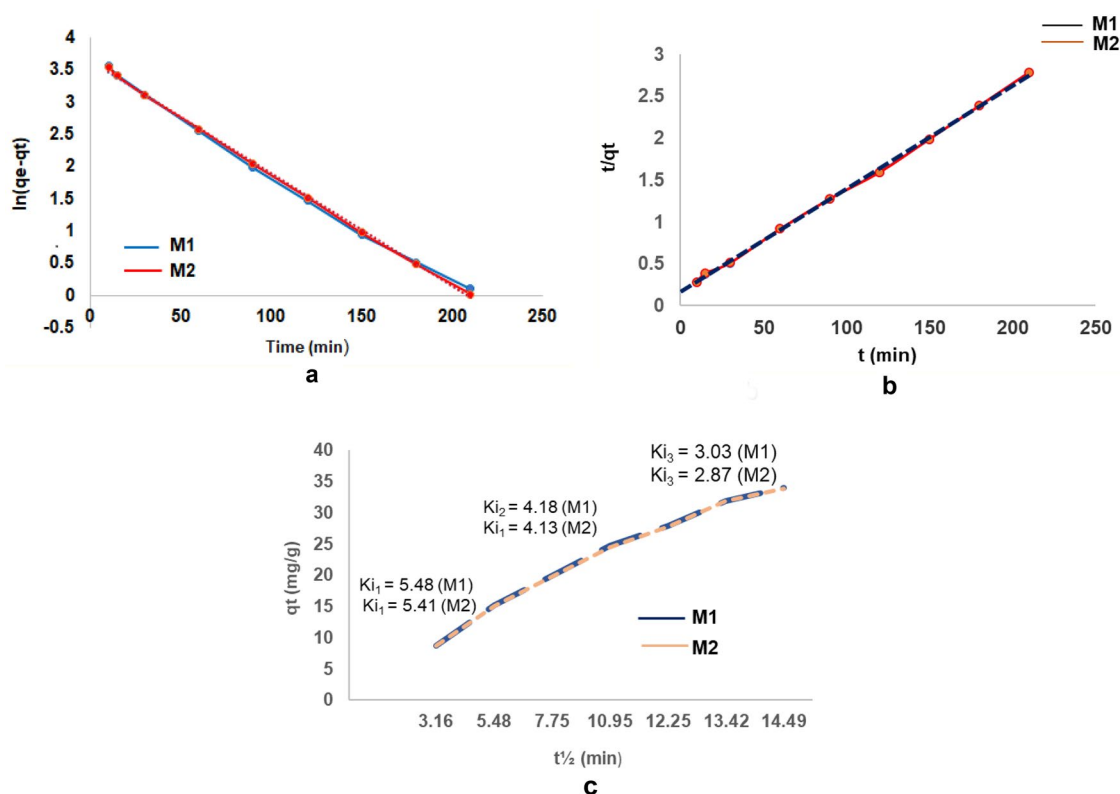 4
3.5
3
2.5
2
1.5
1
0.5
0
-0.5
ln(qe-qt)
M1
M2
0 50 100 150 200 250
Time (min)
a
M1
M2
3
2.5
2
1.5
1
0.5
0
t/qt
0 50 100 150 200 250
t (min)
b
40
35
30
25
20
15
10
5
0
qt (mg/g)
Ki₃ = 3.03 (M1)
Ki₃ = 2.87 (M2)
Ki₂ = 4.18 (M1)
Ki₁ = 4.13 (M2)
Ki₁ = 5.48 (M1)
Ki₁ = 5.41 (M2)
M1
M2
3.16 5.48 7.75 10.95 12.25 13.42 14.49
t½ (min)
c